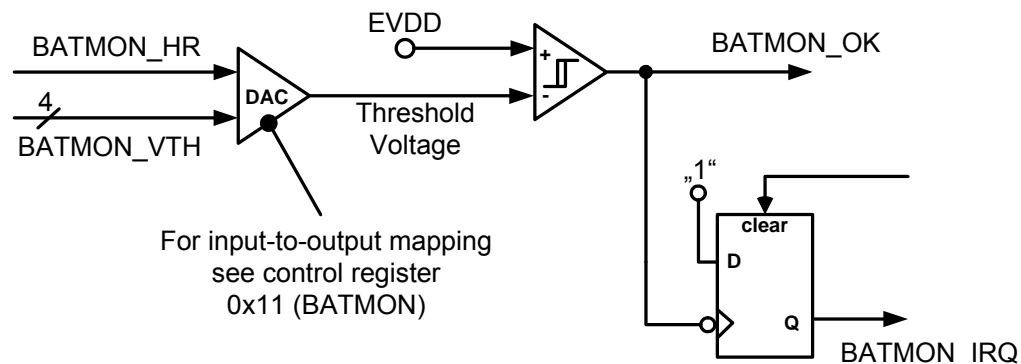 EVDD
BATMON_HR
BATMON_OK
+
DAC
-
4
Threshold
Voltage
BATMON_VTH
„1“
clear
For input-to-output mapping
see control register
0x11 (BATMON)
D
Q
BATMON_IRQ